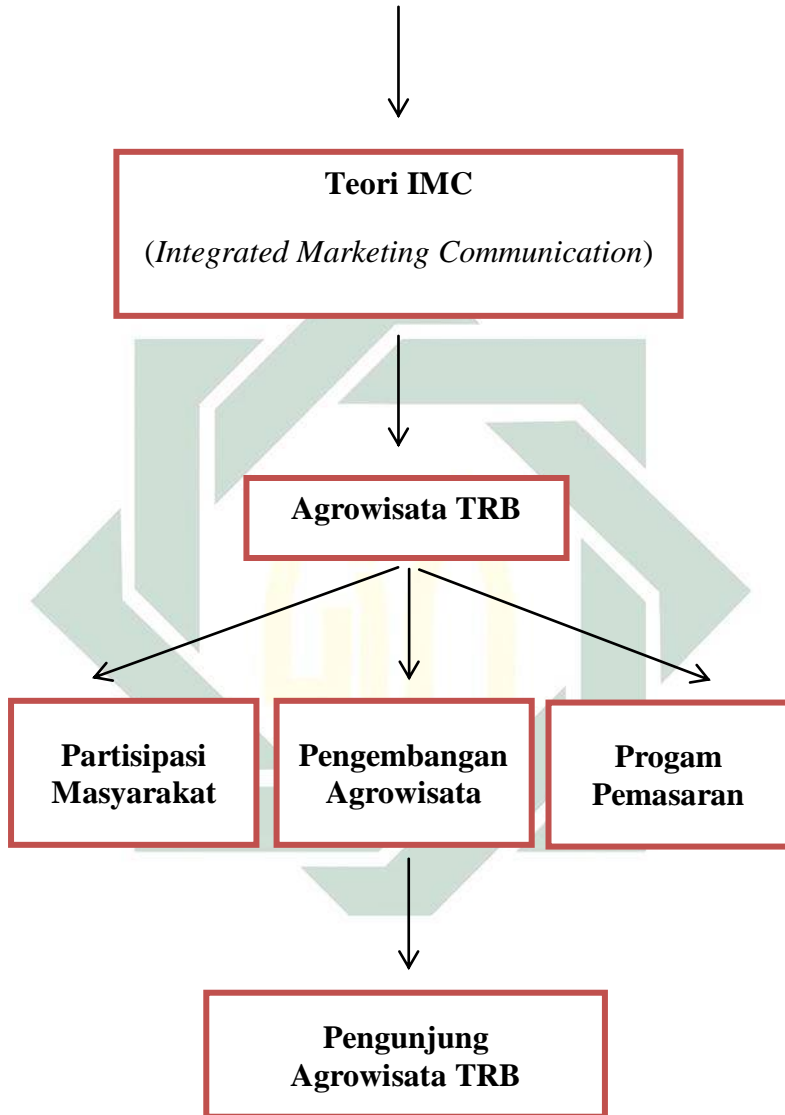 Teori IMC
(Integrated Marketing Communication)
Agrowisata TRB
Partisipasi
Masyarakat
Pengembangan
Agrowisata
Progam
Pemasaran
Pengunjung
Agrowisata TRB